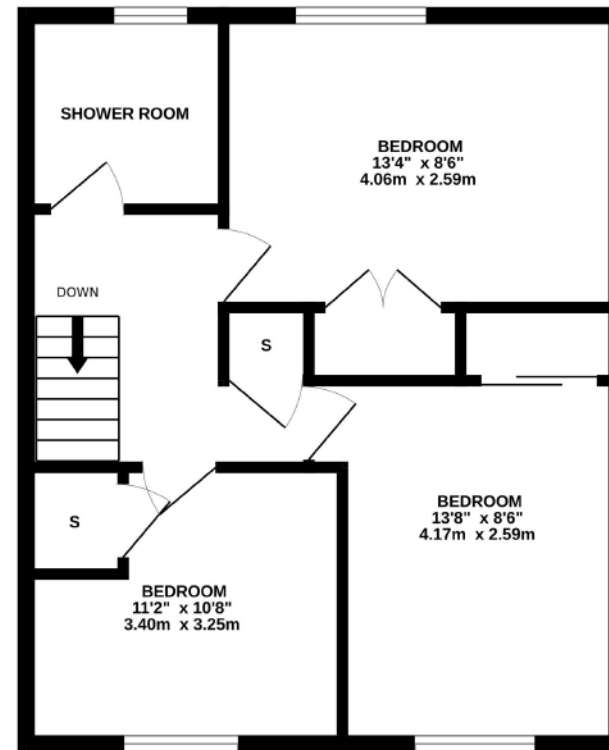 SHOWER ROOM
BEDROOM
13'4" x 8'6"
4.06m x 2.59m
DOWN
S
S
BEDROOM
13'8" x 8'6"
4.17m x 2.59m
BEDROOM
11'2" x 10'8"
3.40m x 3.25m